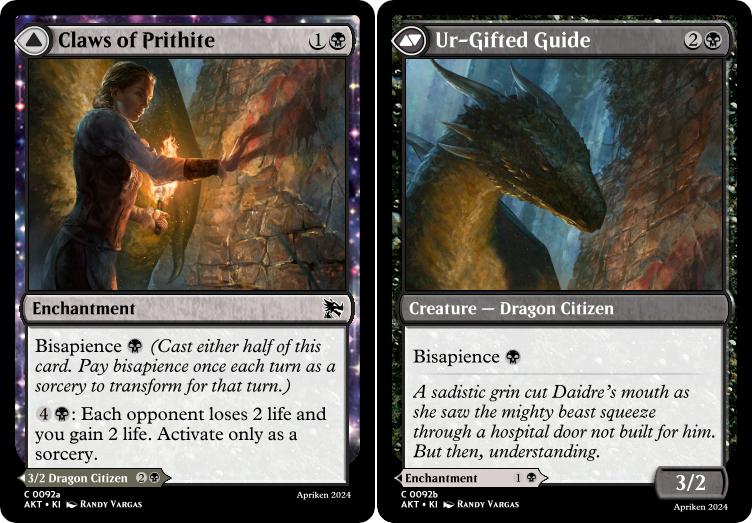 Claws of Prithite
1
Enchantment
Bisapience (Cast either half of this
card. Pay bisapience once each turn as a
sorcery to transform for that turn.)
4 : Each opponent loses 2 life and
you gain 2 life. Activate only as a
sorcery.
3/2 Dragon Citizen 2
C 0092a
AKT • KI RANDY VARGAS
Apriken 2024
Ur-Gifted Guide
2
Creature — Dragon Citizen
Bisapience
A sadistic grin cut Daidre's mouth as
she saw the mighty beast squeeze
through a hospital door not built for him.
But then, understanding.
Enchantment 1
3/2
C 0092b
AKT • KI RANDY VARGAS
Apriken 2024